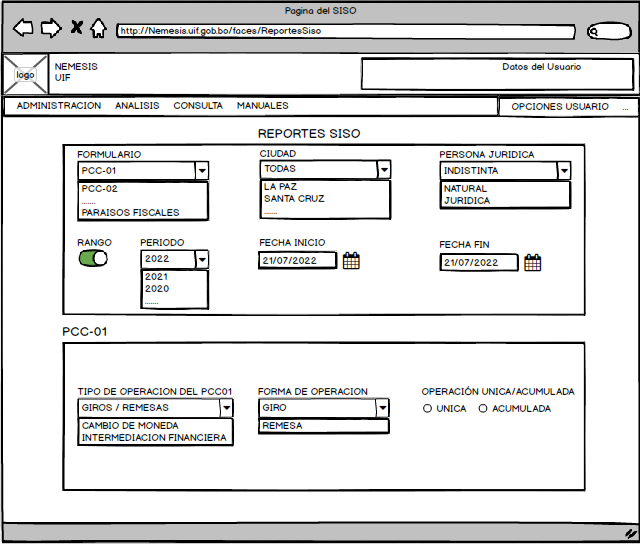 Pagina del SISO
http://Nemesis.uif.gob.bo/faces/ReportesSiso
logo
NEMESIS
UIF
Datos del Usuario
ADMINISTRACION ANALISIS CONSULTA MANUALES OPCIONES USUARIO ...
REPORTES SISO
FORMULARIO CIUDAD PERSONA JURIDICA
PCC-01 TODAS INDISTINTA
PCC-02 LA PAZ NATURAL
...... SANTA CRUZ JURIDICA
PARAISOS FISCALES ......
RANGO PERIODO FECHA INICIO FECHA FIN
2022 21/07/2022 21/07/2022
2021
2020
......
PCC-01
TIPO DE OPERACION DEL PCC01 FORMA DE OPERACION OPERACIÓN UNICA/ACUMULADA
GIROS / REMESAS GIRO UNICA ACUMULADA
CAMBIO DE MONEDA REMESA
INTERMEDIACION FINANCIERA